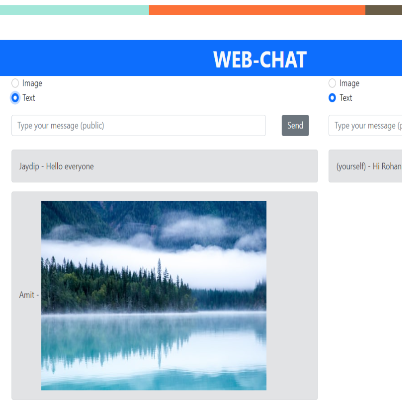 WEB-CHAT
Image
Text
Type your message (public)
Send
Jaydip - Hello everyone
Amit -
Image
Text
Type your message (p
(yourself) - Hi Rohan